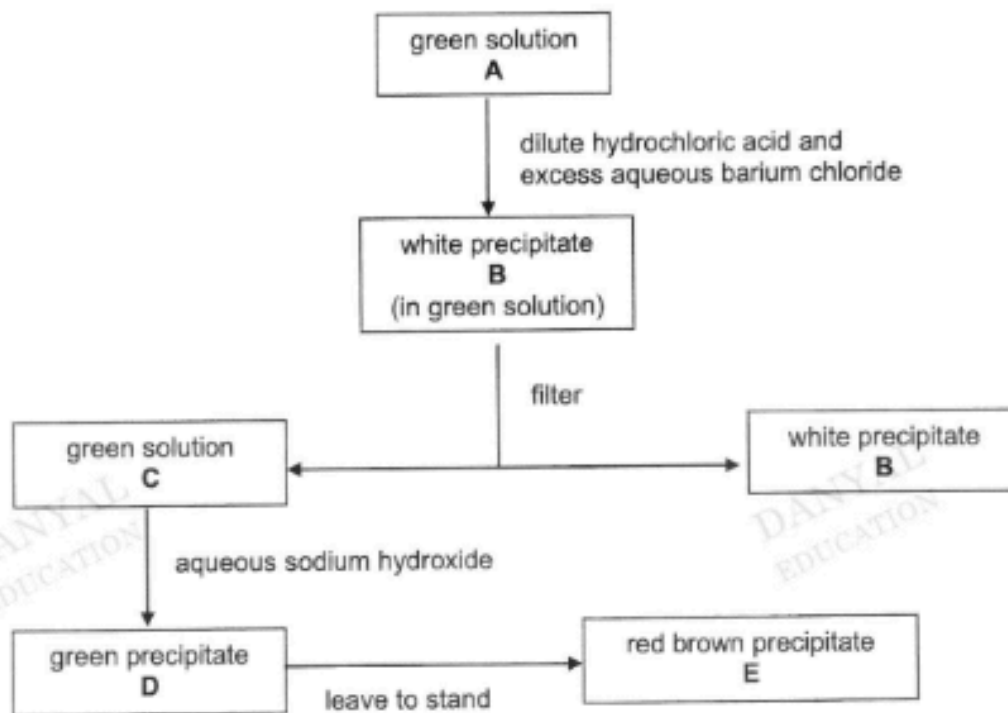 green solution
A
dilute hydrochloric acid and
excess aqueous barium chloride
white precipitate
B
(in green solution)
filter
green solution
C
white precipitate
B
DANYAL
EDUCATION
ANYAL
EDUCATION
aqueous sodium hydroxide
green precipitate
D
leave to stand
red brown precipitate
E